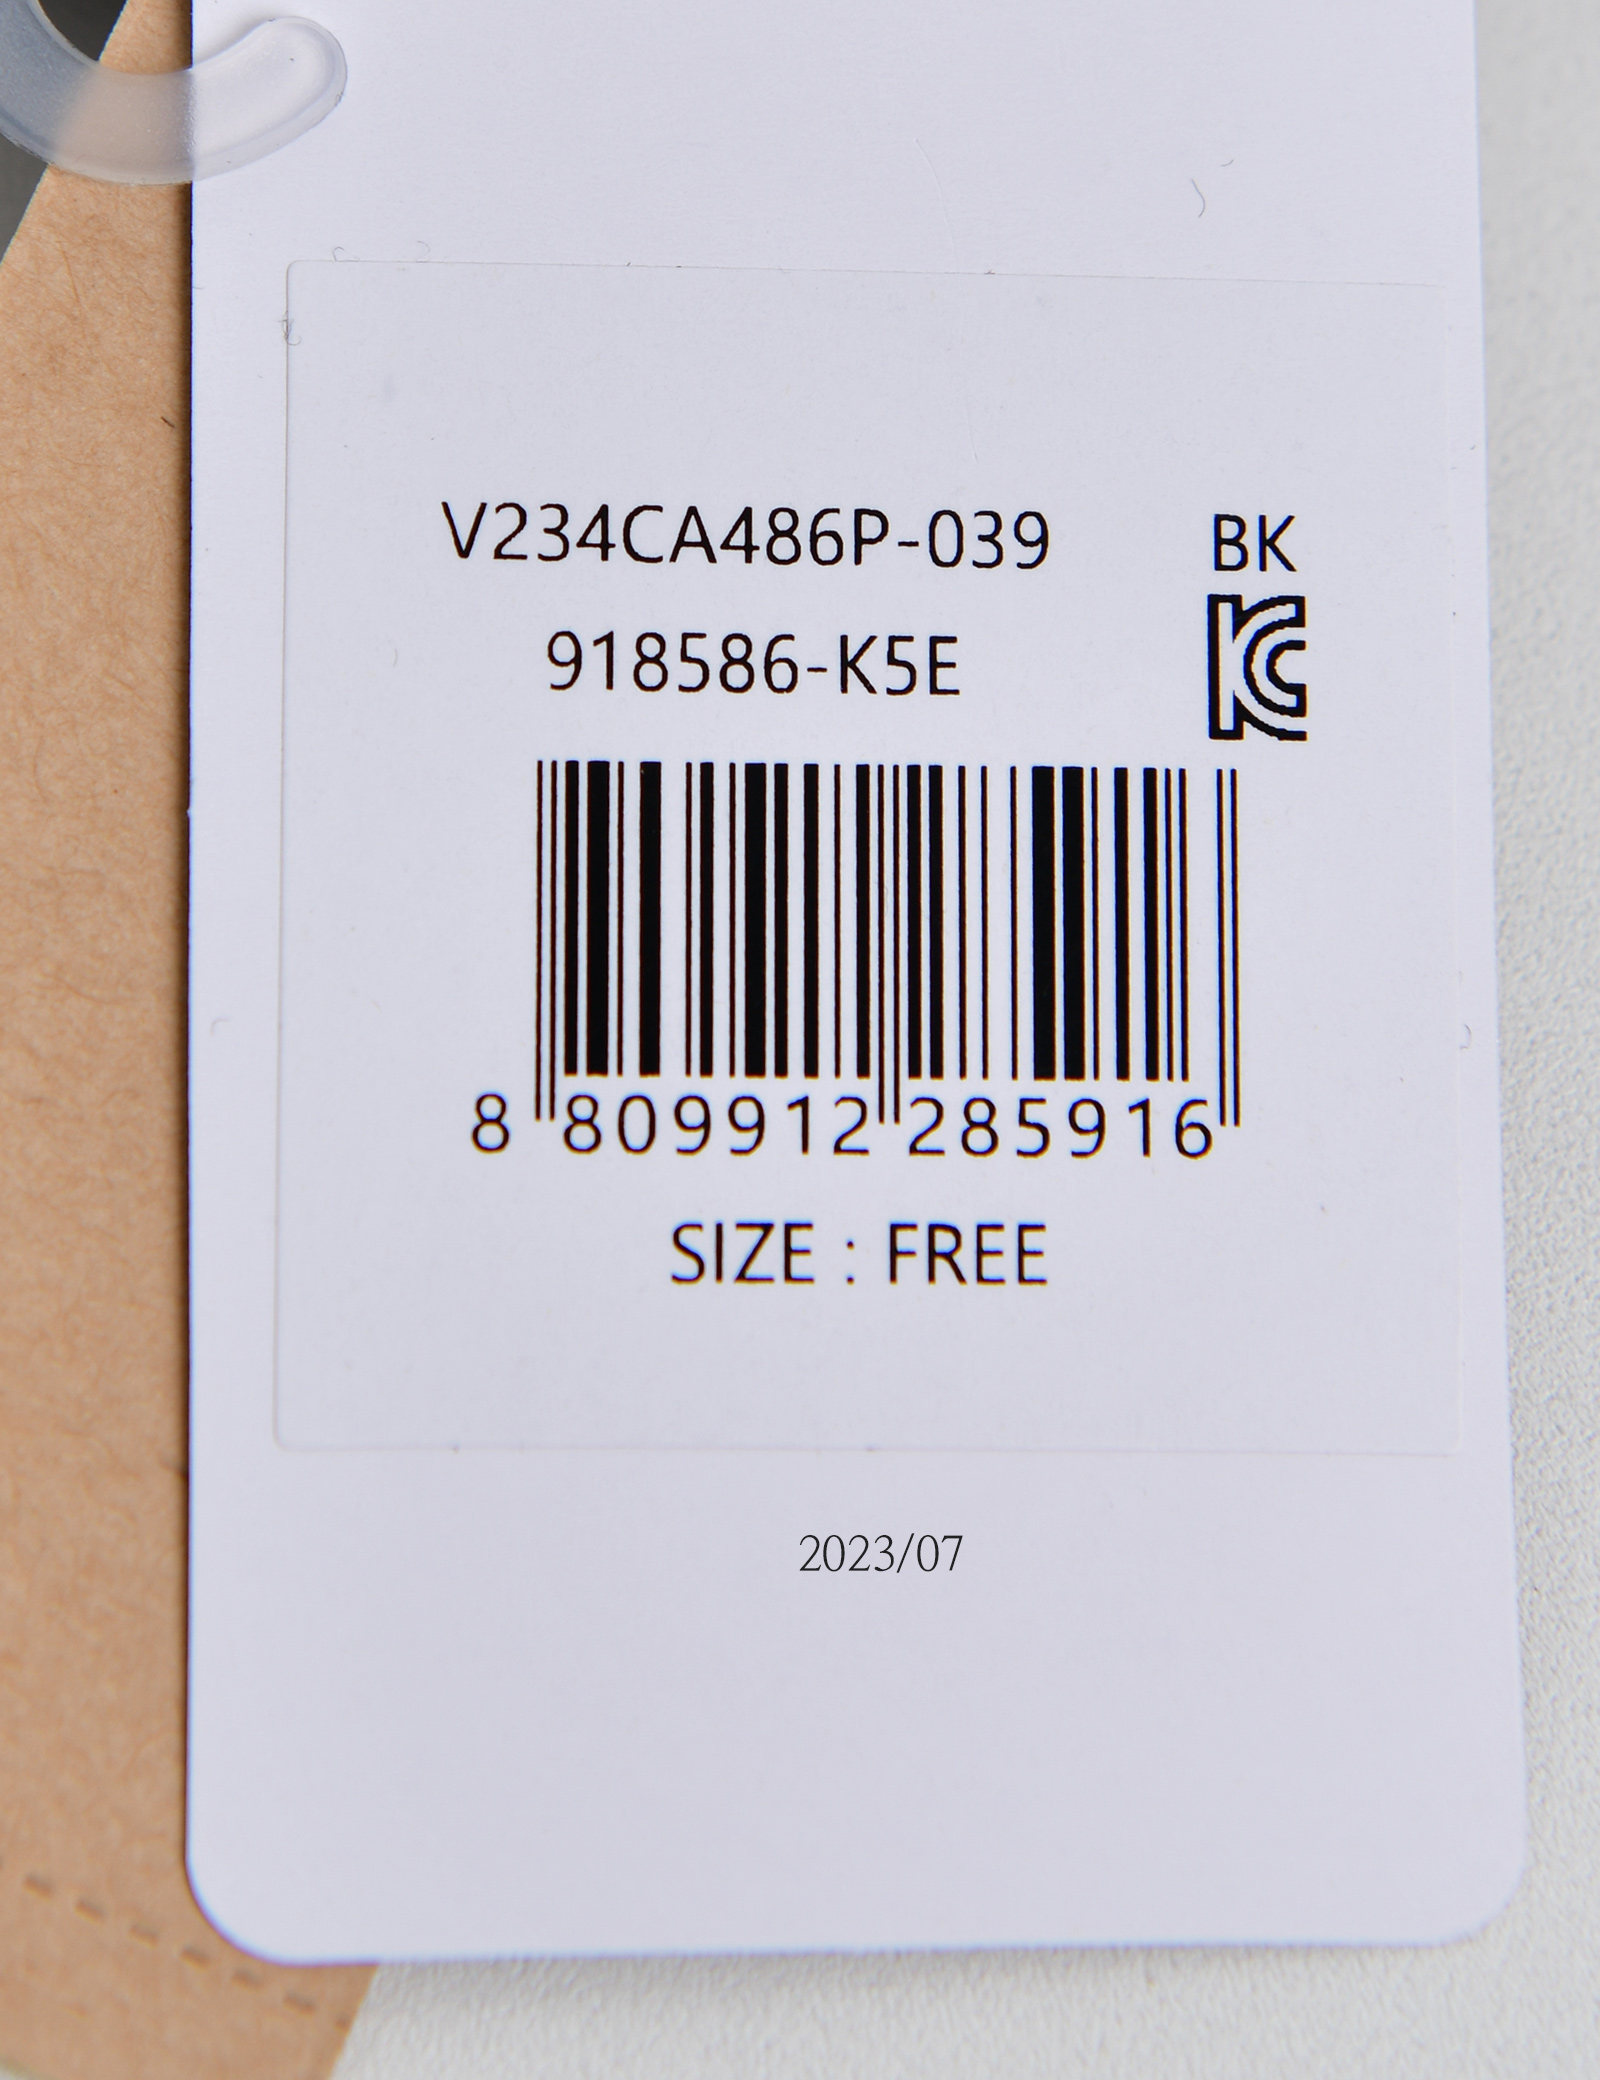 V234CA486P-039 BK
918586-K5E
8 809912 285916
SIZE : FREE
2023/07